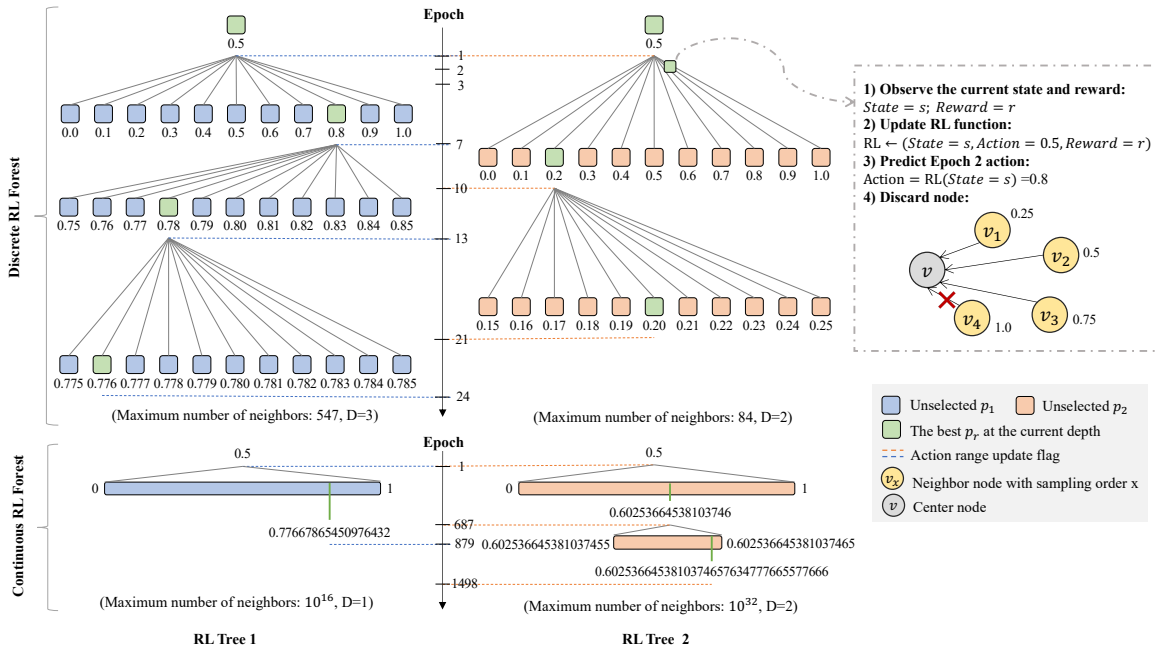 Epoch
0.5
1
2
3
0.0 0.1 0.2 0.3 0.4 0.5 0.6 0.7 0.8 0.9 1.0
7
0.75 0.76 0.77 0.78 0.79 0.80 0.81 0.82 0.83 0.84 0.85
10
13
0.775 0.776 0.777 0.778 0.779 0.780 0.781 0.782 0.783 0.784 0.785
21
24
(Maximum number of neighbors: 547, D=3)
Discrete RL Forest
0.5
0.0 0.1 0.2 0.3 0.4 0.5 0.6 0.7 0.8 0.9 1.0
0.15 0.16 0.17 0.18 0.19 0.20 0.21 0.22 0.23 0.24 0.25
(Maximum number of neighbors: 84, D=2)
1) Observe the current state and reward:
State = s; Reward = r
2) Update RL function:
RL ← (State = s, Action = 0.5, Reward = r)
3) Predict Epoch 2 action:
Action = RL(State = s) =0.8
4) Discard node:
0.25
v₁
v₂ 0.5
v
v₃ 0.75
v₄ 1.0
Unselected p₁
Unselected p₂
The best pᵣ at the current depth
Action range update flag
vₓ Neighbor node with sampling order x
v Center node
Continuous RL Forest
Epoch
0.5
1
0 1
0.77667865450976432
687
879
1498
(Maximum number of neighbors: 10¹⁶, D=1)
RL Tree 1
0.5
0 1
0.60253664538103746
0.602536645381037455 0.602536645381037465
0.60253664538103746576347776655​77666
(Maximum number of neighbors: 10³², D=2)
RL Tree 2